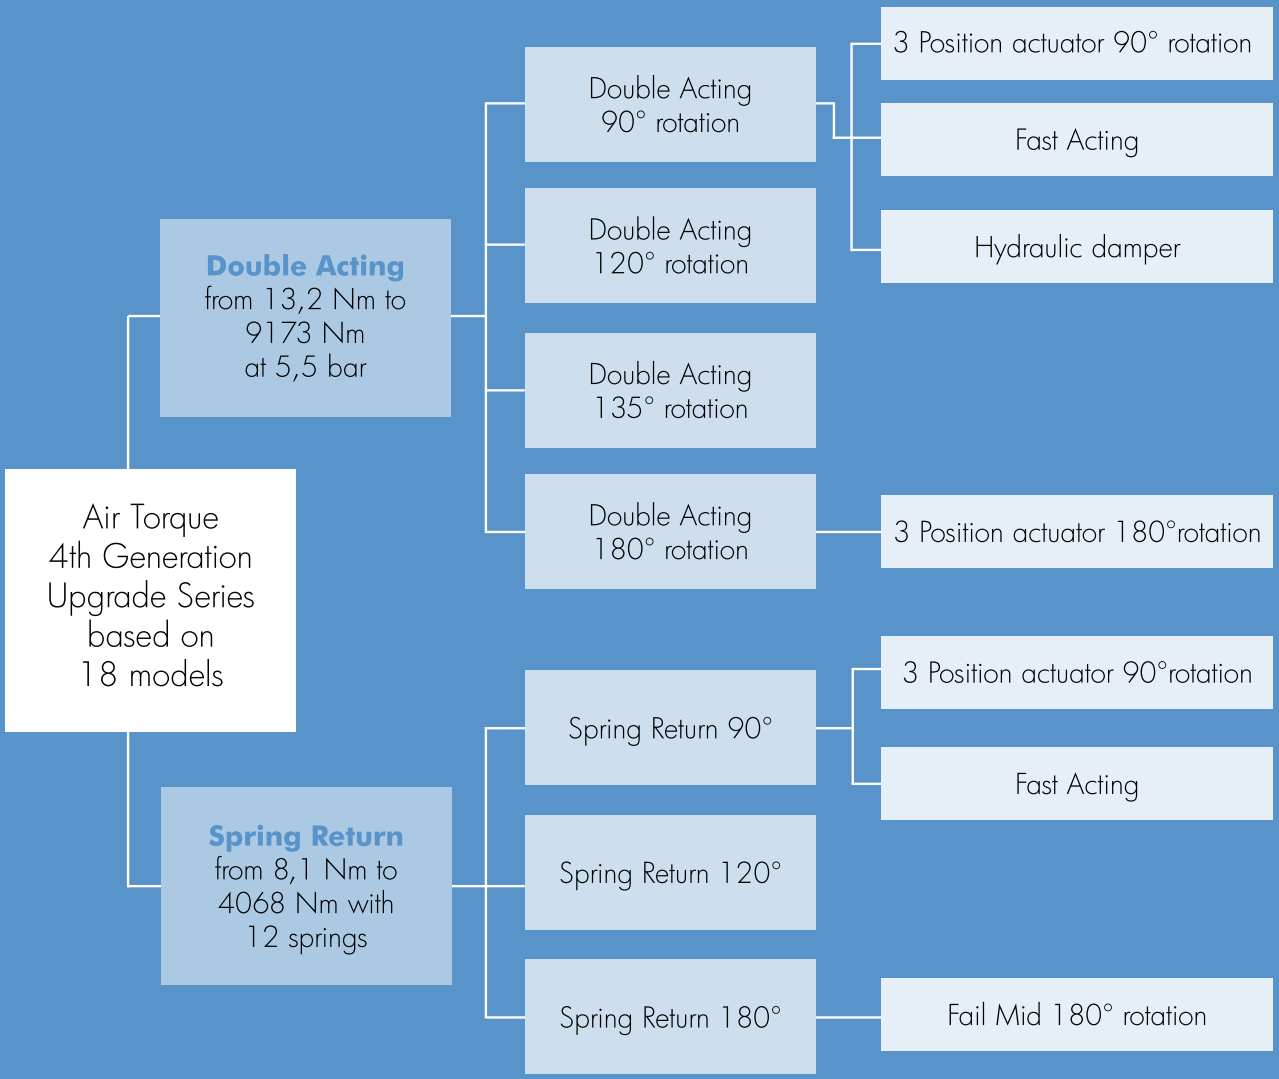 Air Torque
4th Generation
Upgrade Series
based on
18 models
Double Acting
from 13,2 Nm to
9173 Nm
at 5,5 bar
Double Acting
90° rotation
3 Position actuator 90° rotation
Fast Acting
Hydraulic damper
Double Acting
120° rotation
Double Acting
135° rotation
Double Acting
180° rotation
3 Position actuator 180°rotation
Spring Return
from 8,1 Nm to
4068 Nm with
12 springs
Spring Return 90°
3 Position actuator 90°rotation
Fast Acting
Spring Return 120°
Spring Return 180°
Fail Mid 180° rotation